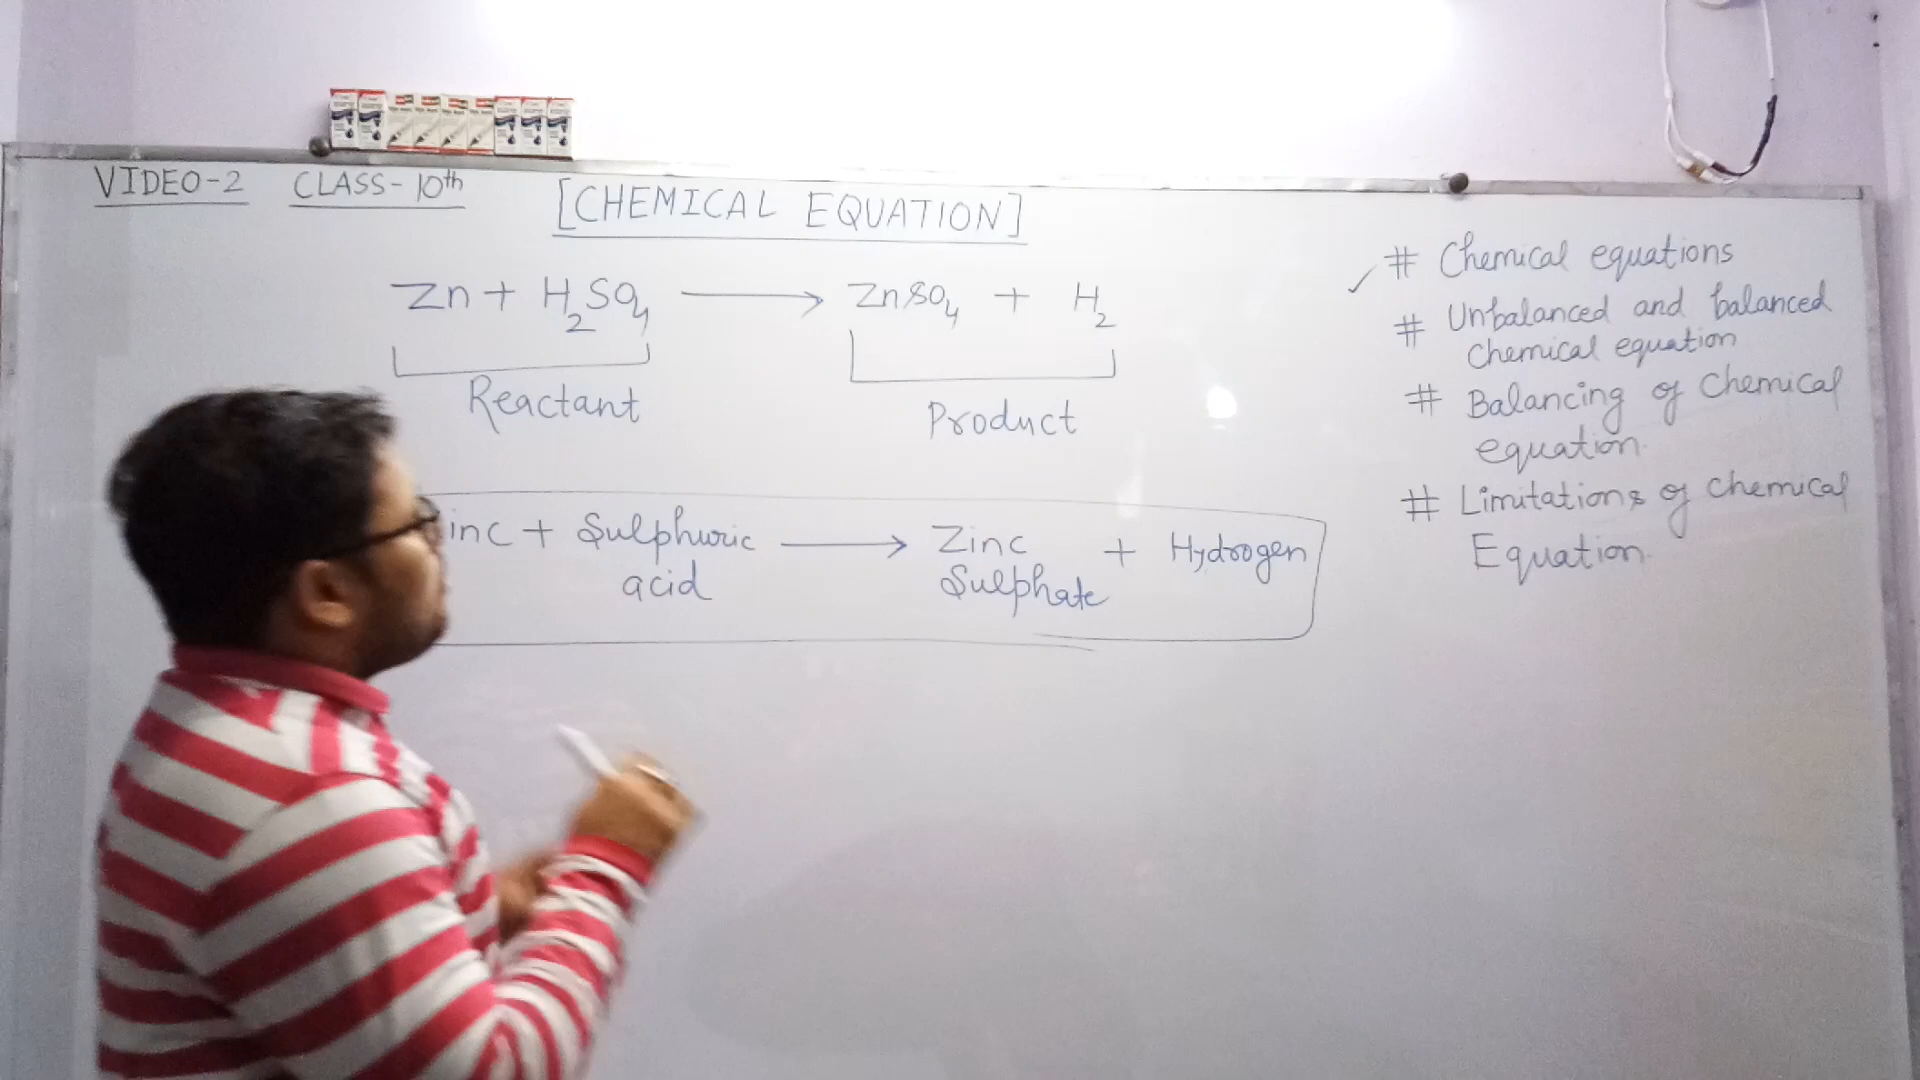 VIDEO-2 CLASS-10th [CHEMICAL EQUATION]
Zn + H2SO4 ⟶ ZnSO4 + H2
Reactant
Product
inc + Sulphuric acid ⟶ Zinc Sulphate + Hydrogen
# Chemical equations
# Unbalanced and balanced
chemical equation
# Balancing of chemical
equation.
# Limitations of chemical
Equation.